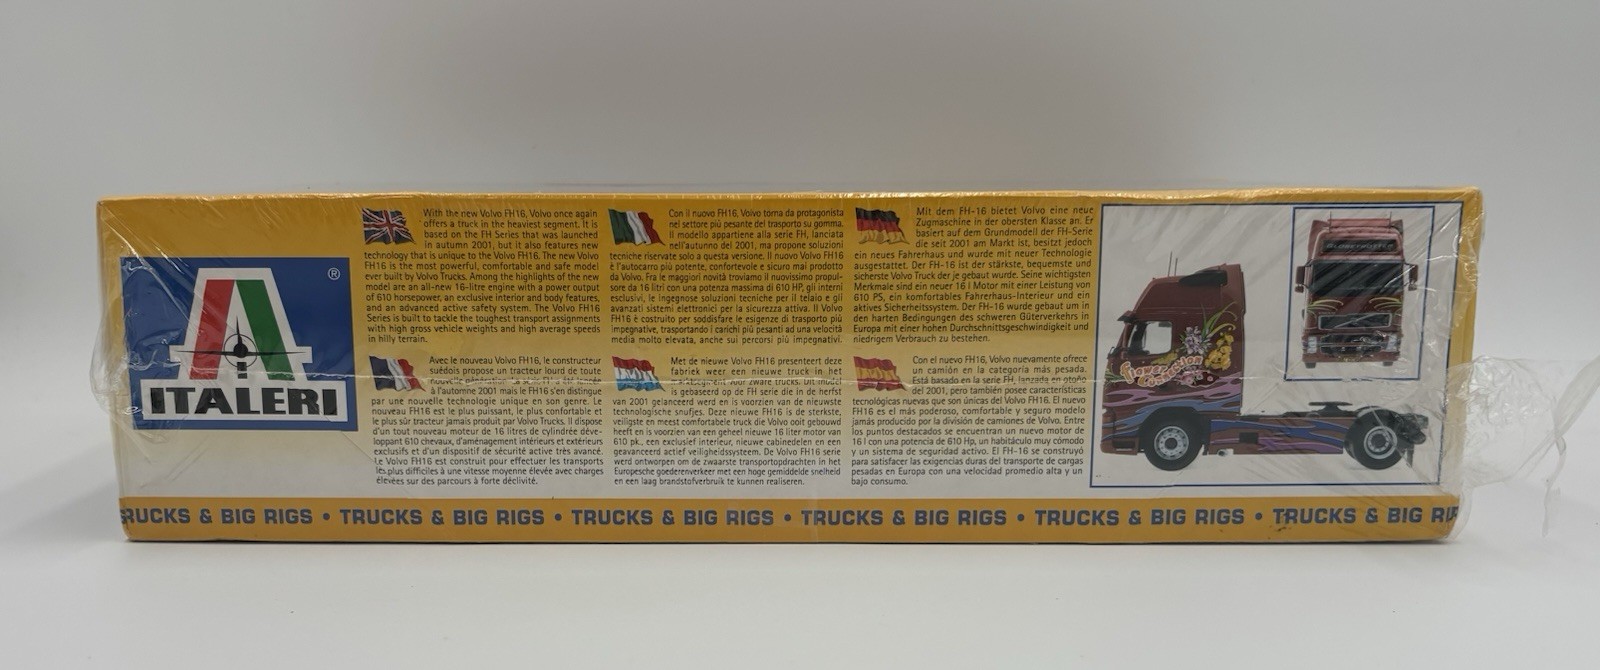 ITALERI
®
With the new Volvo FH16, Volvo once again
offers a truck in the heaviest segment. It is
based on the FH Series that was launched
in autumn 2001, but it also features new
technology that is unique to the Volvo FH16. The new Volvo
FH16 is the most powerful, comfortable and safe model
ever built by Volvo Trucks. Among the highlights of the new
model are an all-new 16-litre engine with a power output
of 610 horsepower, an exclusive interior and body features,
and an advanced active safety system. The Volvo FH16
Series is built to tackle the toughest transport assignments
with high gross vehicle weights and high average speeds
in hilly terrain.
Con il nuovo FH16, Volvo torna da protagonista
nel settore più pesante del trasporto su gomma.
Il modello appartiene alla serie FH, lanciata
nell'autunno del 2001, ma propone soluzioni
tecniche riservate solo a questa versione. Il nuovo Volvo FH16
è l'autocarro più potente, confortevole e sicuro mai prodotto
da Volvo. Fra le maggiori novità troviamo il nuovissimo propul-
sore da 16 litri con una potenza massima di 610 HP, gli interni
esclusivi, le ingegnose soluzioni tecniche per il telaio e gli
avanzati sistemi elettronici per la sicurezza attiva. Il Volvo
FH16 è costruito per soddisfare le esigenze di trasporto più
impegnative, trasportando i carichi più pesanti ad una velocità
media molto elevata, anche sui percorsi più impegnativi.
Mit dem FH-16 bietet Volvo eine neue
Zugmaschine in der obersten Klasse an. Er
basiert auf dem Grundmodell der FH-Serie
die seit 2001 am Markt ist, besitzt jedoch
ein neues Fahrerhaus und wurde mit neuer Technologie
ausgestattet. Der FH-16 ist der stärkste, bequemste und
sicherste Volvo Truck der je gebaut wurde. Seine wichtigsten
Merkmale sind ein neuer 16 l Motor mit einer Leistung von
610 PS, ein komfortables Fahrerhaus-Interieur und ein
aktives Sicherheitssystem. Der FH-16 wurde gebaut um in
den harten Bedingungen des schweren Güterverkehrs in
Europa mit einer hohen Durchschnittsgeschwindigkeit und
niedrigem Verbrauch zu bestehen.
Avec le nouveau Volvo FH16, le constructeur
suédois propose un tracteur lourd de toute
nouvelle génération. La série FH a été lancée
à l'automne 2001 mais le FH16 s'en distingue
par une nouvelle technologie unique en son genre. Le
nouveau FH16 est le plus puissant, le plus confortable et
le plus sûr tracteur jamais produit par Volvo Trucks. Il dispose
d'un tout nouveau moteur de 16 litres de cylindrée déve-
loppant 610 chevaux, d'aménagement intérieurs et extérieurs
exclusifs et d'un dispositif de sécurité active très avancé.
Le Volvo FH16 est construit pour effectuer les transports
les plus difficiles à une vitesse moyenne élevée avec charges
élevées sur des parcours à forte déclivité.
Met de nieuwe Volvo FH16 presenteert deze
fabriek weer een nieuwe truck in het
marktsegment voor zware trucks. Dit model
is gebaseerd op de FH serie die in de herfst
van 2001 gelanceerd werd en is voorzien van de nieuwste
technologische snufjes. Deze nieuwe FH16 is de sterkste,
veiligste en meest comfortabele truck die Volvo ooit gebouwd
heeft en is voorzien van een geheel nieuwe 16 liter motor van
610 pk., een exclusief interieur, nieuwe cabinedelen en een
geavanceerd actief veiligheidssysteem. De Volvo FH16 serie
werd ontworpen om de zwaarste transportopdrachten in het
Europesche goederenverkeer met een hoge gemiddelde snelheid
en een laag brandstofverbruik te kunnen realiseren.
Con el nuevo FH16, Volvo nuevamente ofrece
un camión en la categoría más pesada.
Está basado en la serie FH, lanzada en otoño
del 2001, pero también posee características
tecnológicas nuevas que son únicas del Volvo FH16. El nuevo
FH16 es el más poderoso, comfortable y seguro modelo
jamás producido por la división de camiones de Volvo. Entre
los puntos destacados se encuentran un nuevo motor de
16 l con una potencia de 610 Hp, un habitáculo muy cómodo
y un sistema de seguridad activo. El FH-16 se construyó
para satisfacer las exigencias duras del transporte de cargas
pesadas en Europa con una velocidad promedio alta y un
bajo consumo.
GLOBETROTTER
Flower
Collection
RUCKS & BIG RIGS • TRUCKS & BIG RIGS • TRUCKS & BIG RIGS • TRUCKS & BIG RIGS • TRUCKS & BIG RIGS • TRUCKS & BIG RI